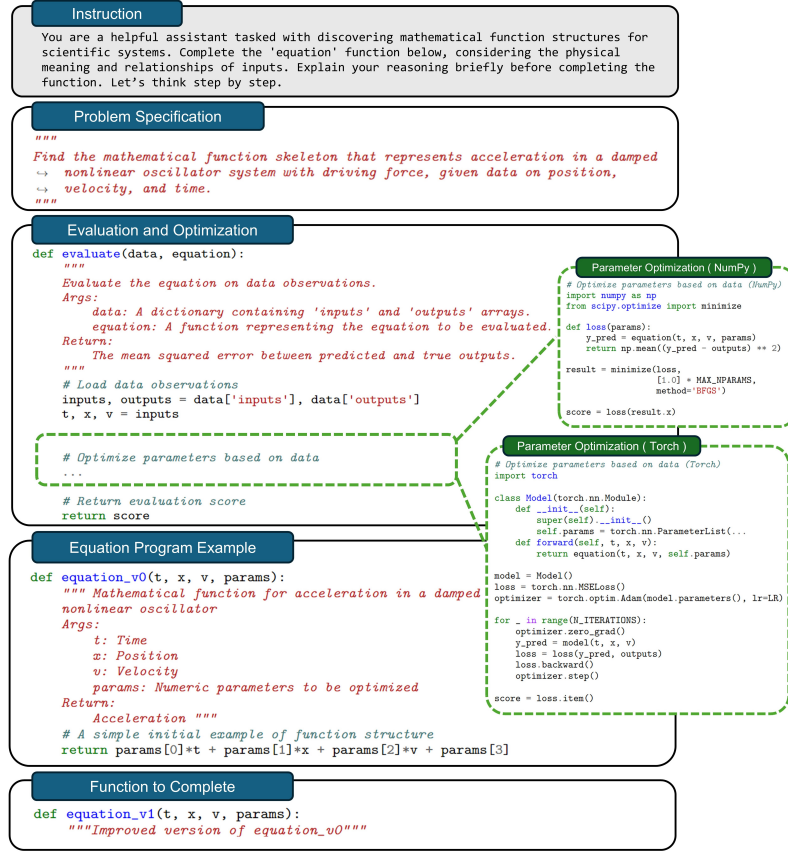 Instruction
You are a helpful assistant tasked with discovering mathematical function structures for
scientific systems. Complete the 'equation' function below, considering the physical
meaning and relationships of inputs. Explain your reasoning briefly before completing the
function. Let's think step by step.
Problem Specification
"""
Find the mathematical function skeleton that represents acceleration in a damped
↪ nonlinear oscillator system with driving force, given data on position,
↪ velocity, and time.
"""
Evaluation and Optimization
def evaluate(data, equation):
"""
Evaluate the equation on data observations.
Args:
data: A dictionary containing 'inputs' and 'outputs' arrays.
equation: A function representing the equation to be evaluated.
Return:
The mean squared error between predicted and true outputs.
"""
# Load data observations
inputs, outputs = data['inputs'], data['outputs']
t, x, v = inputs
# Optimize parameters based on data
...
# Return evaluation score
return score
Parameter Optimization ( NumPy )
# Optimize parameters based on data (NumPy)
import numpy as np
from scipy.optimize import minimize
def loss(params):
y_pred = equation(t, x, v, params)
return np.mean((y_pred - outputs) ** 2)
result = minimize(loss,
[1.0] * MAX_NPARAMS,
method='BFGS')
score = loss(result.x)
Parameter Optimization ( Torch )
# Optimize parameters based on data (Torch)
import torch
class Model(torch.nn.Module):
def __init__(self):
super(self).__init__()
self.params = torch.nn.ParameterList(...
def forward(self, t, x, v):
return equation(t, x, v, self.params)
model = Model()
loss = torch.nn.MSELoss()
optimizer = torch.optim.Adam(model.parameters(), lr=LR)
for _ in range(N_ITERATIONS):
optimizer.zero_grad()
y_pred = model(t, x, v)
loss = loss(y_pred, outputs)
loss.backward()
optimizer.step()
score = loss.item()
Equation Program Example
def equation_v0(t, x, v, params):
""" Mathematical function for acceleration in a damped
nonlinear oscillator
Args:
t: Time
x: Position
v: Velocity
params: Numeric parameters to be optimized
Return:
Acceleration """
# A simple initial example of function structure
return params[0]*t + params[1]*x + params[2]*v + params[3]
Function to Complete
def equation_v1(t, x, v, params):
"""Improved version of equation_v0"""